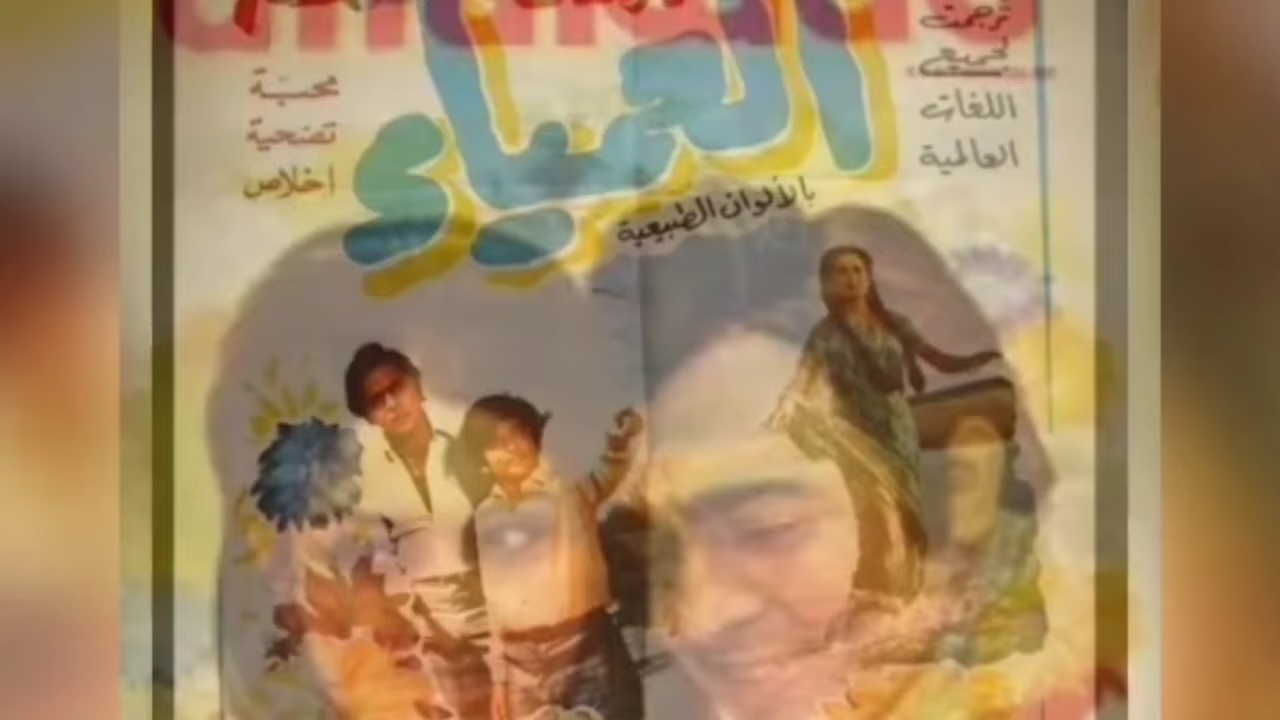 ترجمت
لجميع
اللغات
العالمية
العمياء
محبة
تضحية
اخلاص
بالألوان الطبيعية